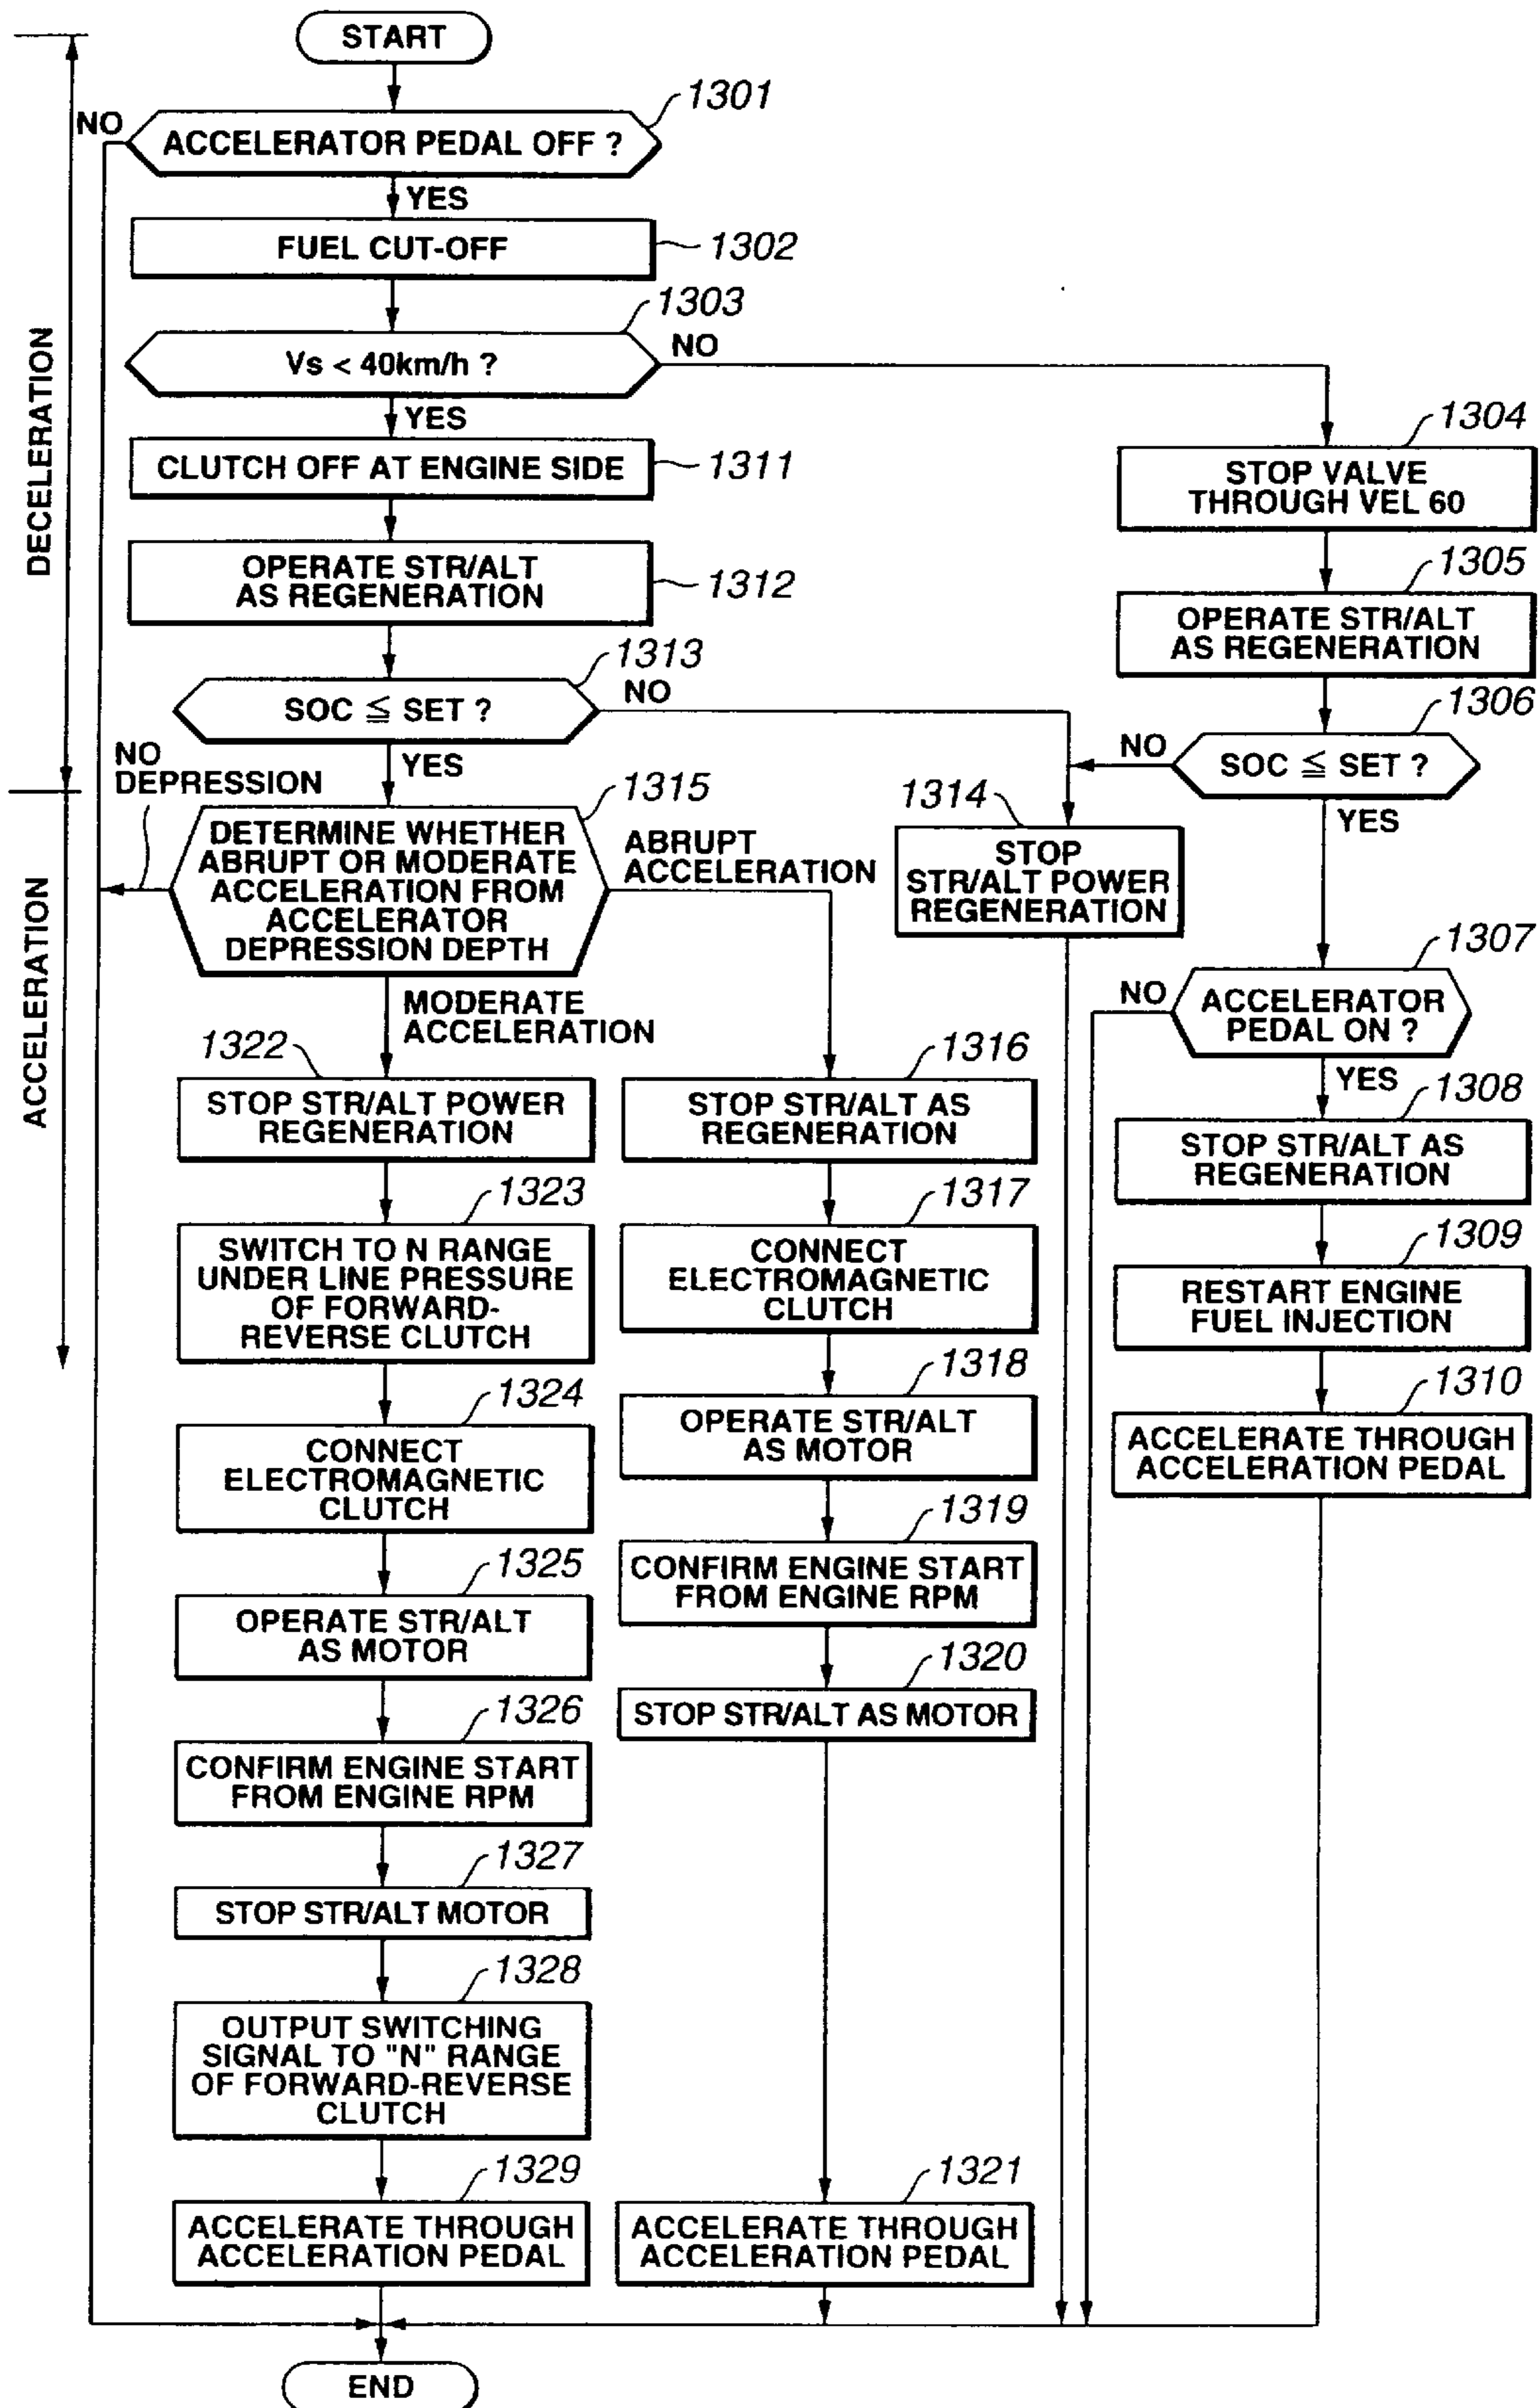 START
1301
NO
ACCELERATOR PEDAL OFF ?
YES
FUEL CUT-OFF
1302
1303
Vs < 40km/h ?
NO
YES
DECELERATION
CLUTCH OFF AT ENGINE SIDE
1311
1304
STOP VALVE
THROUGH VEL 60
OPERATE STR/ALT
AS REGENERATION
1312
1305
OPERATE STR/ALT
AS REGENERATION
1313
SOC ≦ SET ?
NO
YES
1306
SOC ≦ SET ?
NO
YES
NO
DEPRESSION
1315
DETERMINE WHETHER
ABRUPT OR MODERATE
ACCELERATION FROM
ACCELERATOR
DEPRESSION DEPTH
ABRUPT
ACCELERATION
1314
STOP
STR/ALT POWER
REGENERATION
ACCELERATION
MODERATE
ACCELERATION
1307
NO
ACCELERATOR
PEDAL ON ?
YES
1322
STOP STR/ALT POWER
REGENERATION
1316
STOP STR/ALT AS
REGENERATION
1308
STOP STR/ALT AS
REGENERATION
1323
SWITCH TO N RANGE
UNDER LINE PRESSURE
OF FORWARD-
REVERSE CLUTCH
1317
CONNECT
ELECTROMAGNETIC
CLUTCH
1309
RESTART ENGINE
FUEL INJECTION
1324
CONNECT
ELECTROMAGNETIC
CLUTCH
1318
OPERATE STR/ALT
AS MOTOR
1310
ACCELERATE THROUGH
ACCELERATION PEDAL
1325
OPERATE STR/ALT
AS MOTOR
1319
CONFIRM ENGINE START
FROM ENGINE RPM
1326
CONFIRM ENGINE START
FROM ENGINE RPM
1320
STOP STR/ALT AS MOTOR
1327
STOP STR/ALT MOTOR
1328
OUTPUT SWITCHING
SIGNAL TO "N" RANGE
OF FORWARD-REVERSE
CLUTCH
1329
ACCELERATE THROUGH
ACCELERATION PEDAL
1321
ACCELERATE THROUGH
ACCELERATION PEDAL
END